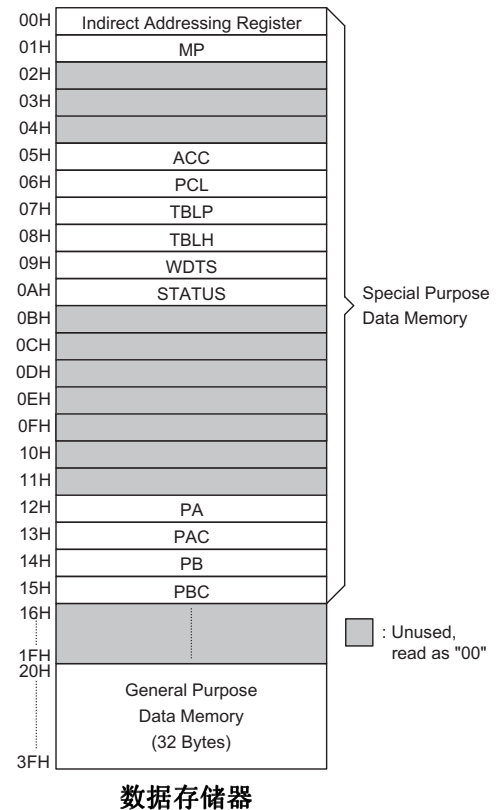 00H Indirect Addressing Register
01H MP
02H
03H
04H
05H ACC
06H PCL
07H TBLP
08H TBLH
09H WDTS
0AH STATUS
Special Purpose
Data Memory
0BH
0CH
0DH
0EH
0FH
10H
11H
12H PA
13H PAC
14H PB
15H PBC
16H
: Unused,
read as "00"
1FH
20H
General Purpose
Data Memory
(32 Bytes)
3FH
数据存储器